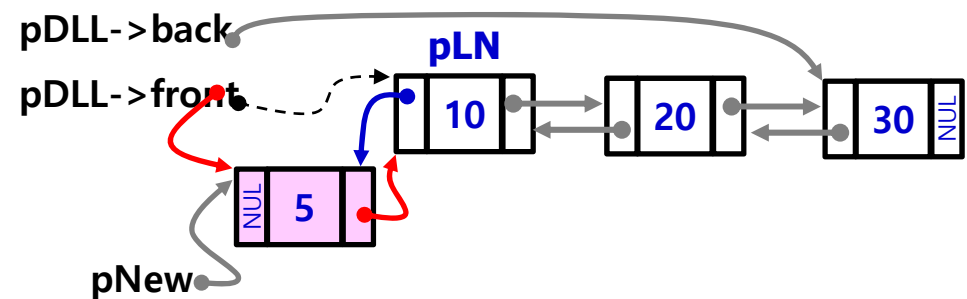 pDLL->back
pLN
pDLL->front
10
20
30
NUL
NUL
5
pNew